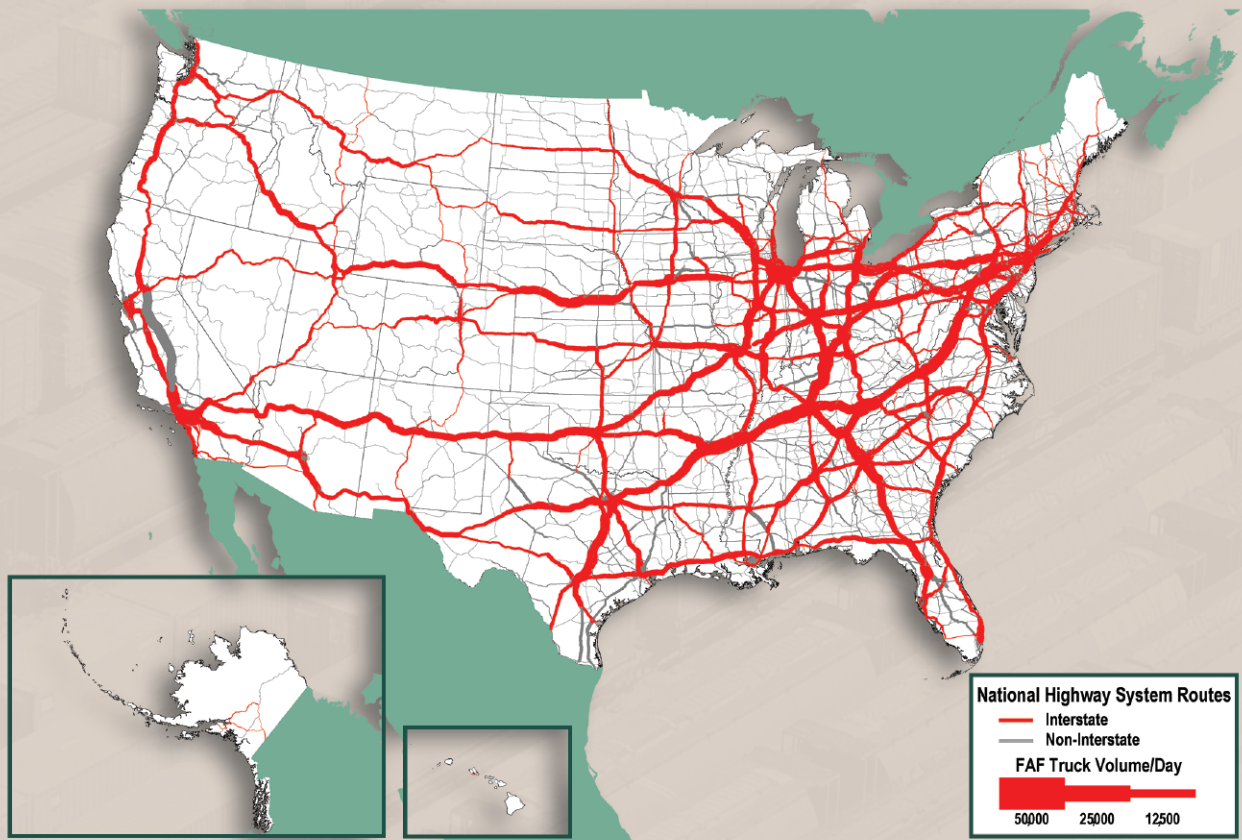 National Highway System Routes
Interstate
Non-Interstate
FAF Truck Volume/Day
50,000 25,000 12,500